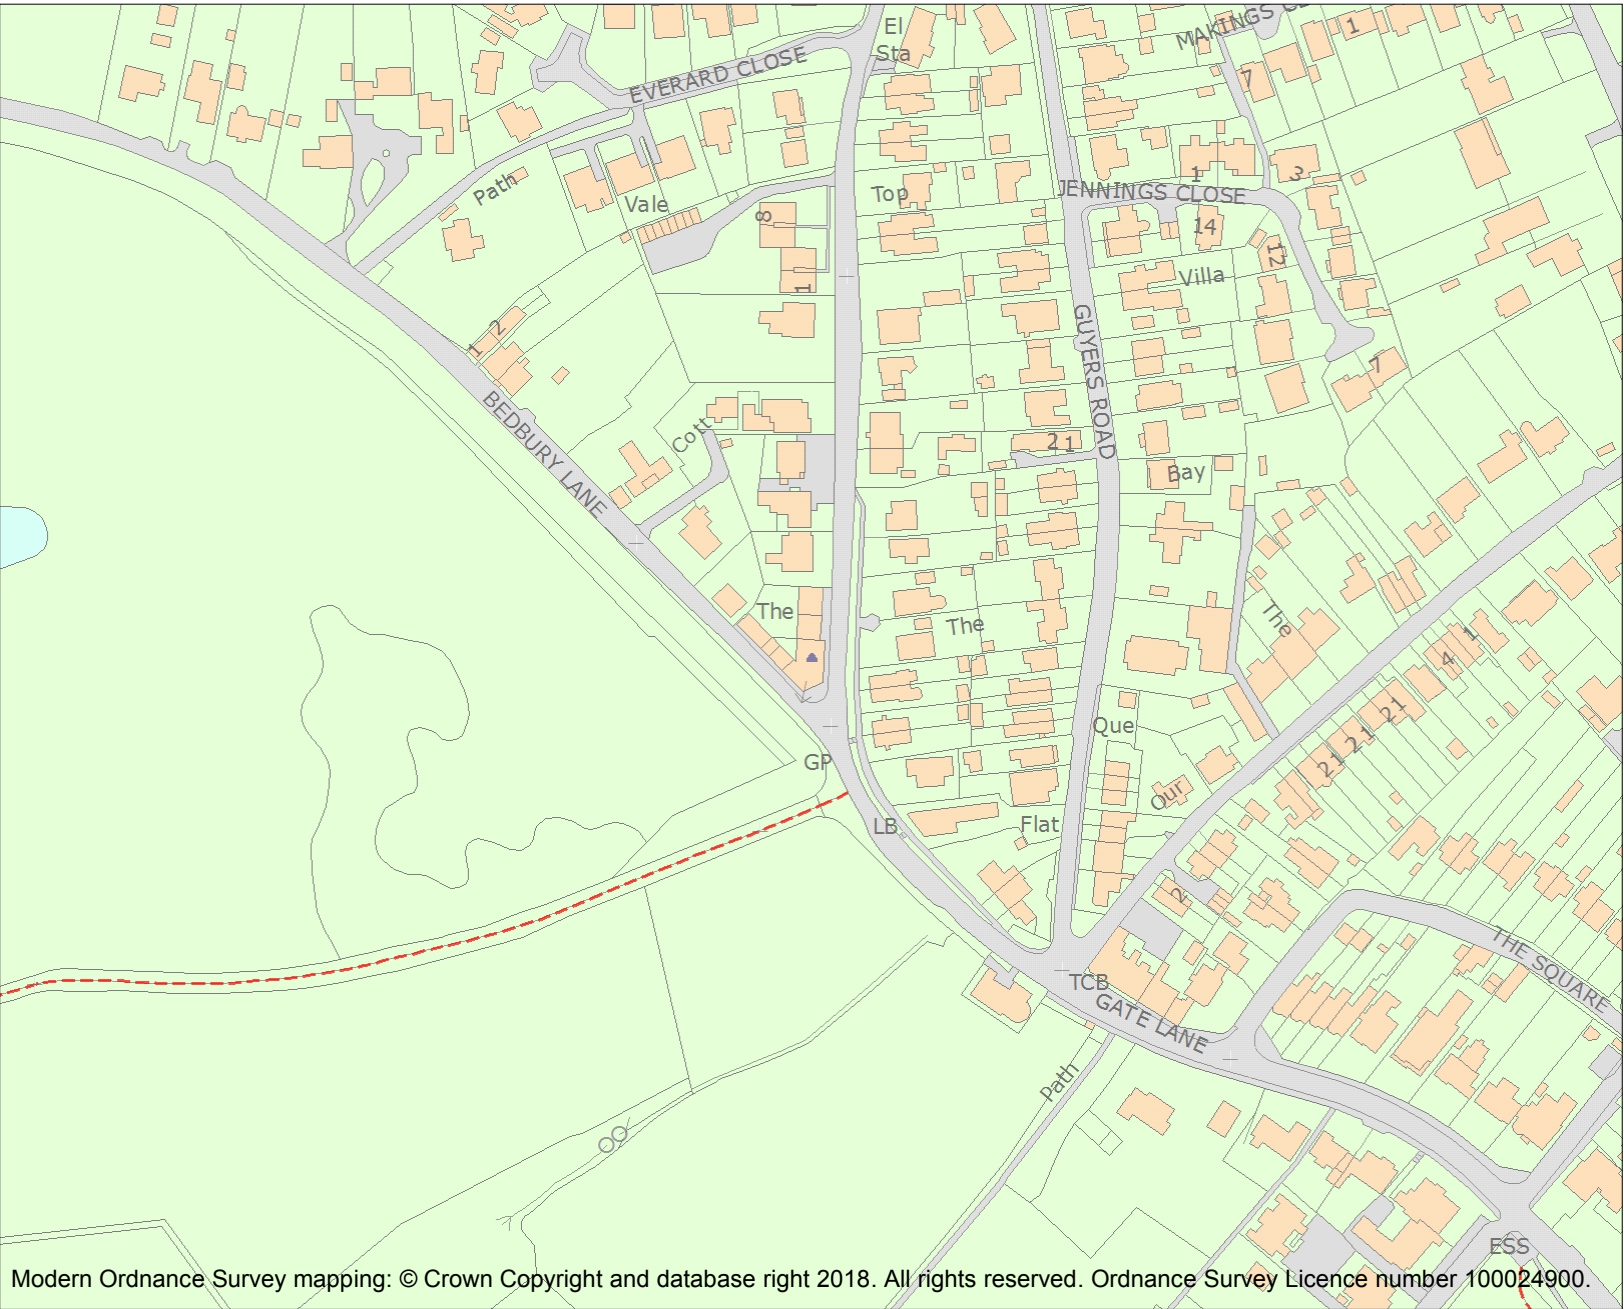 El
Sta
MAKINGS CL
1
EVERARD CLOSE
7
Path
Vale
8
Top
1
JENNINGS CLOSE
3
14
12
Villa
1
1
2
GUYERS ROAD
7
BEDBURY LANE
Cott
2 1
Bay
The
The
The
1
4
Que
2 1
2 1
2 1
GP
Our
LB
Flat
2
THE SQUARE
TCB
GATE LANE
Path
ESS
Modern Ordnance Survey mapping: © Crown Copyright and database right 2018. All rights reserved. Ordnance Survey Licence number 100024900.